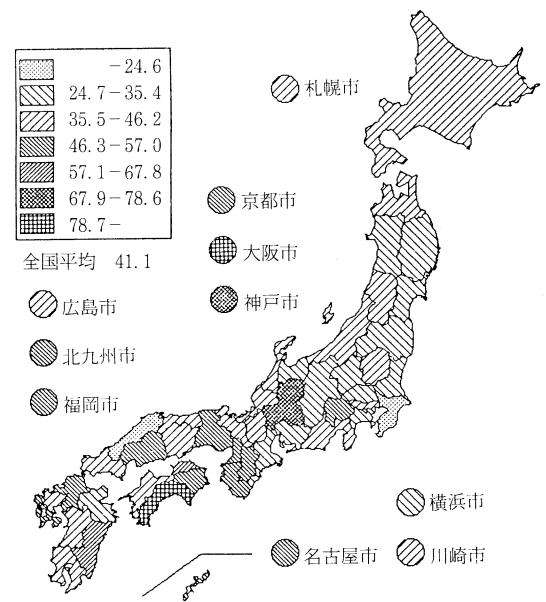 -24.6
24.7-35.4
35.5-46.2
46.3-57.0
57.1-67.8
67.9-78.6
78.7-
全国平均 41.1
札幌市
京都市
大阪市
神戸市
広島市
北九州市
福岡市
横浜市
名古屋市
川崎市